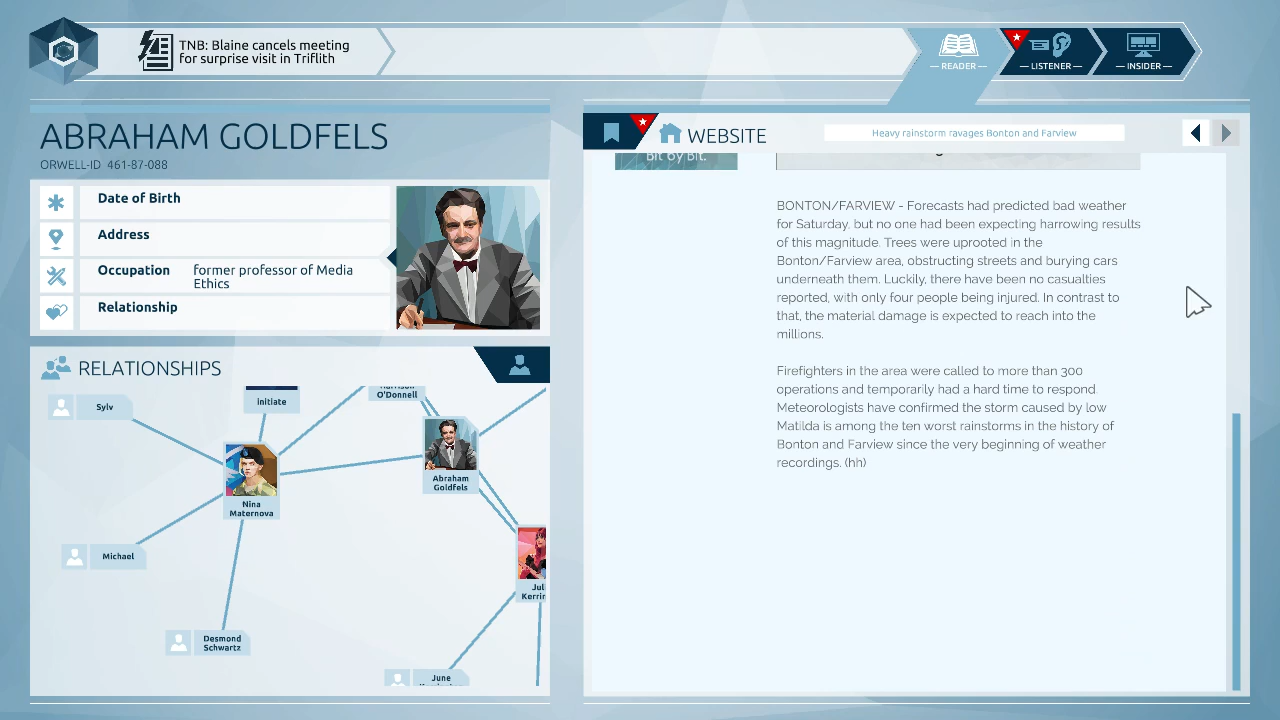 TNB: Blaine cancels meeting
for surprise visit in Triflith
— READER —
— LISTENER —
— INSIDER —
ABRAHAM GOLDFELS
ORWELL-ID 461-87-088
Date of Birth
Address
Occupation former professor of Media
Ethics
Relationship
RELATIONSHIPS
Sylv
initiate
O'Donnell
Abraham
Goldfels
Nina
Maternova
Michael
Desmond
Schwartz
Jul
Kerrin
June
WEBSITE
Heavy rainstorm ravages Bonton and Farview
Bit by Bit.
BONTON/FARVIEW - Forecasts had predicted bad weather
for Saturday, but no one had been expecting harrowing results
of this magnitude. Trees were uprooted in the
Bonton/Farview area, obstructing streets and burying cars
underneath them. Luckily, there have been no casualties
reported, with only four people being injured. In contrast to
that, the material damage is expected to reach into the
millions.
Firefighters in the area were called to more than 300
operations and temporarily had a hard time to respond.
Meteorologists have confirmed the storm caused by low
Matilda is among the ten worst rainstorms in the history of
Bonton and Farview since the very beginning of weather
recordings. (hh)